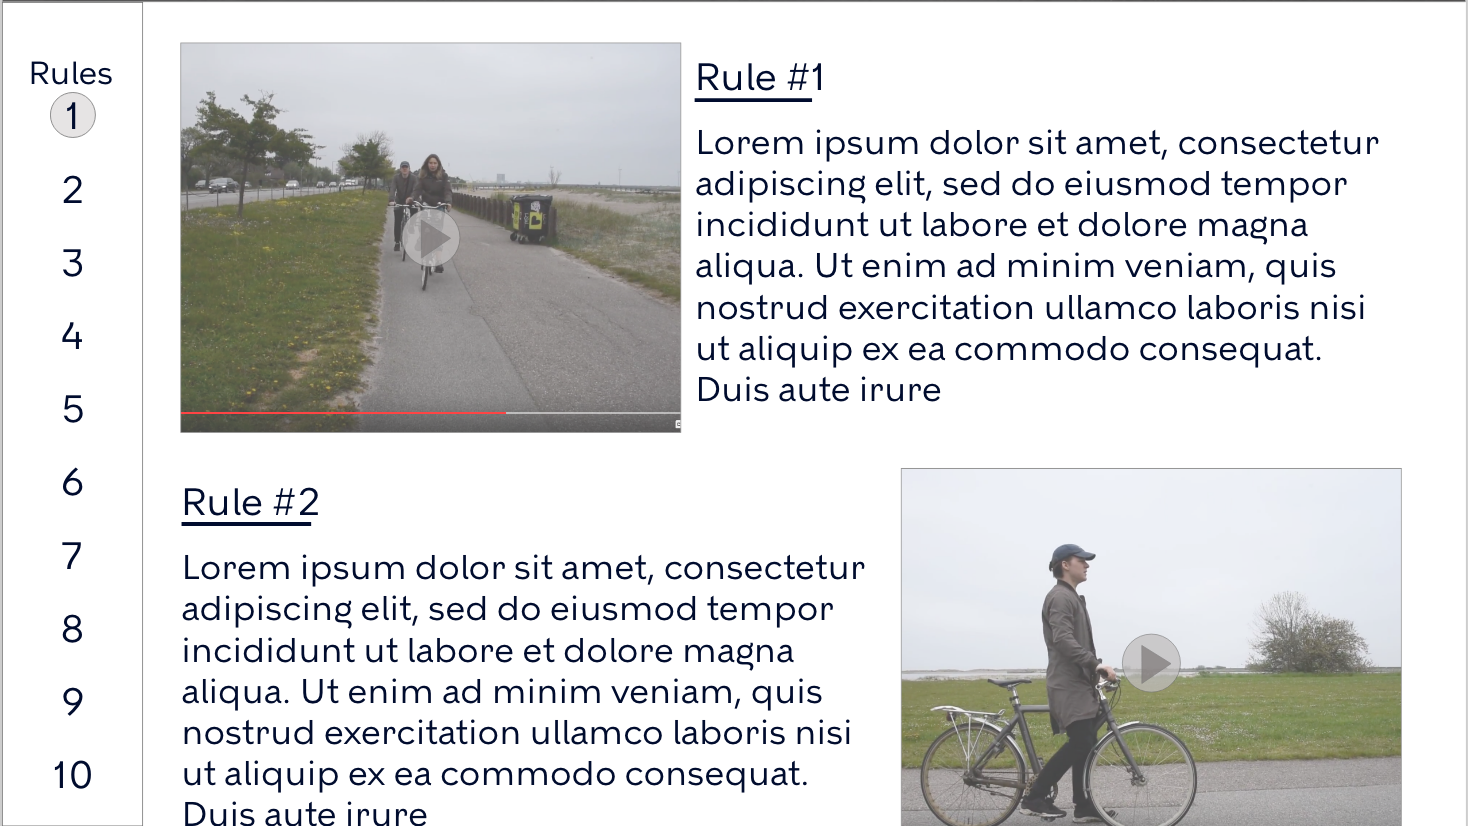 Rules
1
2
3
4
5
6
7
8
9
10
Rule #1
Lorem ipsum dolor sit amet, consectetur
adipiscing elit, sed do eiusmod tempor
incididunt ut labore et dolore magna
aliqua. Ut enim ad minim veniam, quis
nostrud exercitation ullamco laboris nisi
ut aliquip ex ea commodo consequat.
Duis aute irure
Rule #2
Lorem ipsum dolor sit amet, consectetur
adipiscing elit, sed do eiusmod tempor
incididunt ut labore et dolore magna
aliqua. Ut enim ad minim veniam, quis
nostrud exercitation ullamco laboris nisi
ut aliquip ex ea commodo consequat.
Duis aute irure